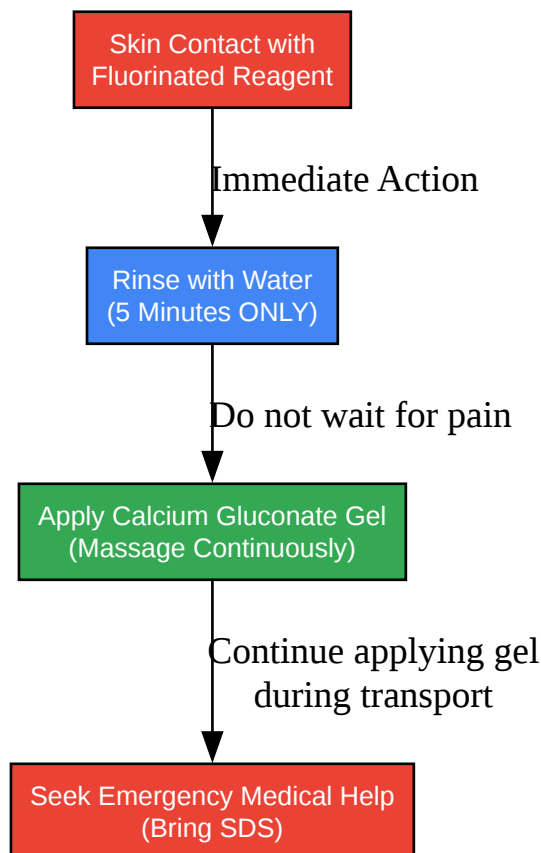 Skin Contact with
Fluorinated Reagent
Immediate Action
Rinse with Water
(5 Minutes ONLY)
Do not wait for pain
Apply Calcium Gluconate Gel
(Massage Continuously)
Continue applying gel
during transport
Seek Emergency Medical Help
(Bring SDS)